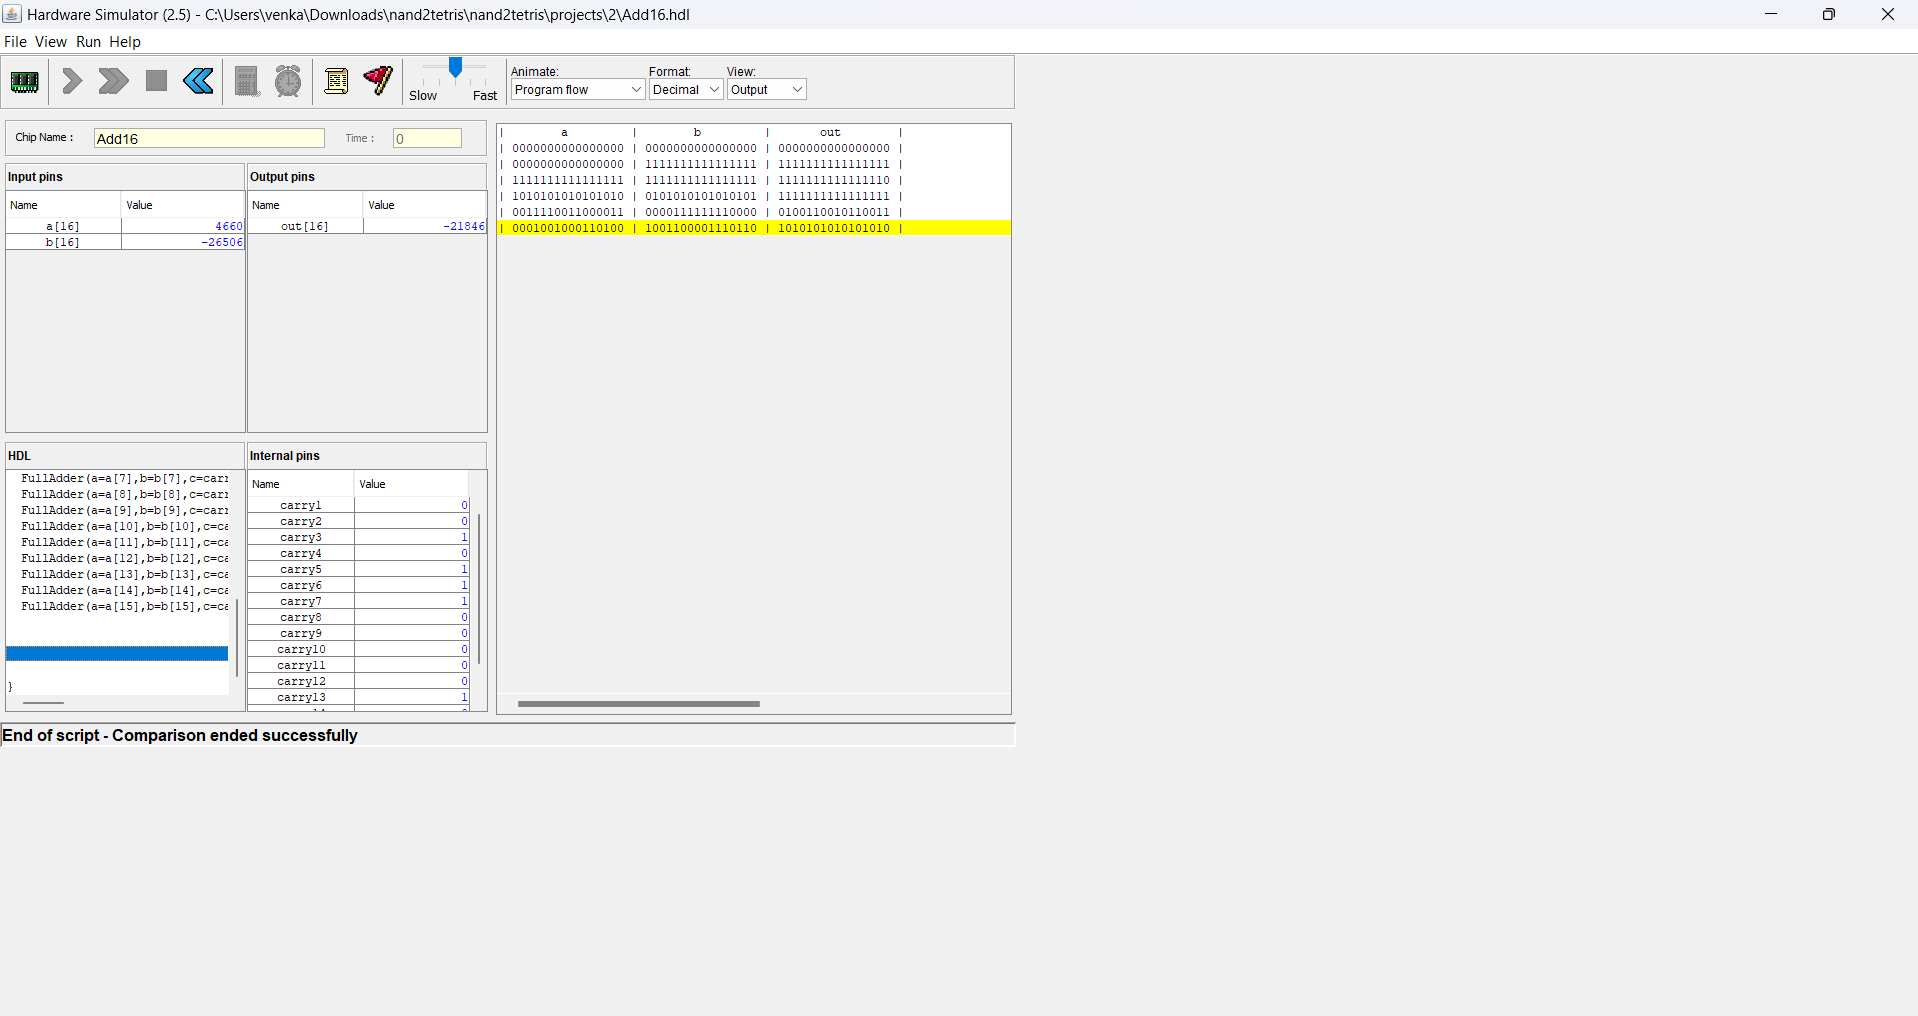 Hardware Simulator (2.5) - C:\Users\venka\Downloads\nand2tetris\nand2tetris\projects\2\Add16.hdl
File View Run Help
Slow Fast
Animate: Format: View:
Program flow Decimal Output
Chip Name : Add16 Time : 0
Input pins
Name Value
a[16] 4660
b[16] -26506
Output pins
Name Value
out[16] -21846
HDL
FullAdder(a=a[7],b=b[7],c=carr
FullAdder(a=a[8],b=b[8],c=carr
FullAdder(a=a[9],b=b[9],c=carr
FullAdder(a=a[10],b=b[10],c=ca
FullAdder(a=a[11],b=b[11],c=ca
FullAdder(a=a[12],b=b[12],c=ca
FullAdder(a=a[13],b=b[13],c=ca
FullAdder(a=a[14],b=b[14],c=ca
FullAdder(a=a[15],b=b[15],c=ca
}
Internal pins
Name Value
carry1 0
carry2 0
carry3 1
carry4 0
carry5 1
carry6 1
carry7 1
carry8 0
carry9 0
carry10 0
carry11 0
carry12 0
carry13 1
| a | b | out |
| 0000000000000000 | 0000000000000000 | 0000000000000000 |
| 0000000000000000 | 1111111111111111 | 1111111111111111 |
| 1111111111111111 | 1111111111111111 | 1111111111111110 |
| 1010101010101010 | 0101010101010101 | 1111111111111111 |
| 0011110011000011 | 0000111111110000 | 0100110010110011 |
| 0001001000110100 | 1001100001110110 | 1010101010101010 |
End of script - Comparison ended successfully